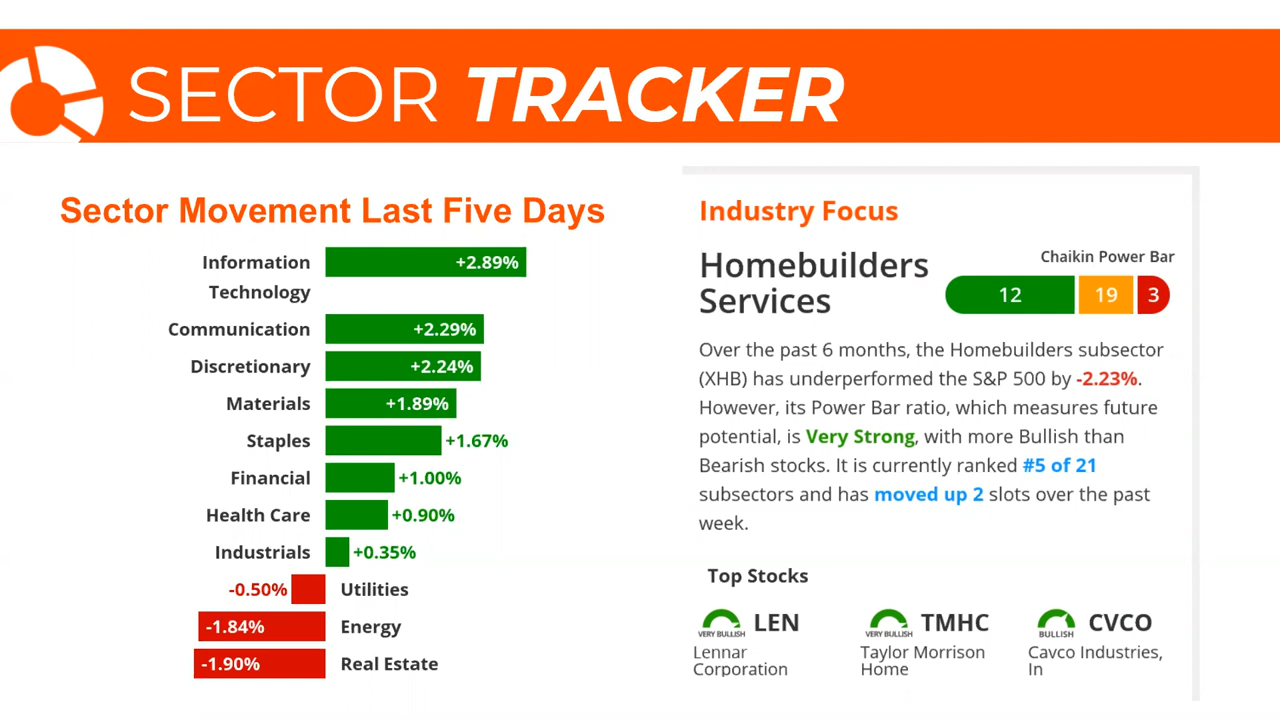 SECTOR TRACKER
Sector Movement Last Five Days
Information
Technology
+2.89%
Communication
+2.29%
Discretionary
+2.24%
Materials
+1.89%
Staples
+1.67%
Financial
+1.00%
Health Care
+0.90%
Industrials
+0.35%
-0.50%
Utilities
-1.84%
Energy
-1.90%
Real Estate
Industry Focus
Homebuilders
Services
Chaikin Power Bar
12 19 3
Over the past 6 months, the Homebuilders subsector
(XHB) has underperformed the S&P 500 by -2.23%.
However, its Power Bar ratio, which measures future
potential, is Very Strong, with more Bullish than
Bearish stocks. It is currently ranked #5 of 21
subsectors and has moved up 2 slots over the past
week.
Top Stocks
VERY BULLISH
LEN
Lennar
Corporation
VERY BULLISH
TMHC
Taylor Morrison
Home
BULLISH
CVCO
Cavco Industries,
In